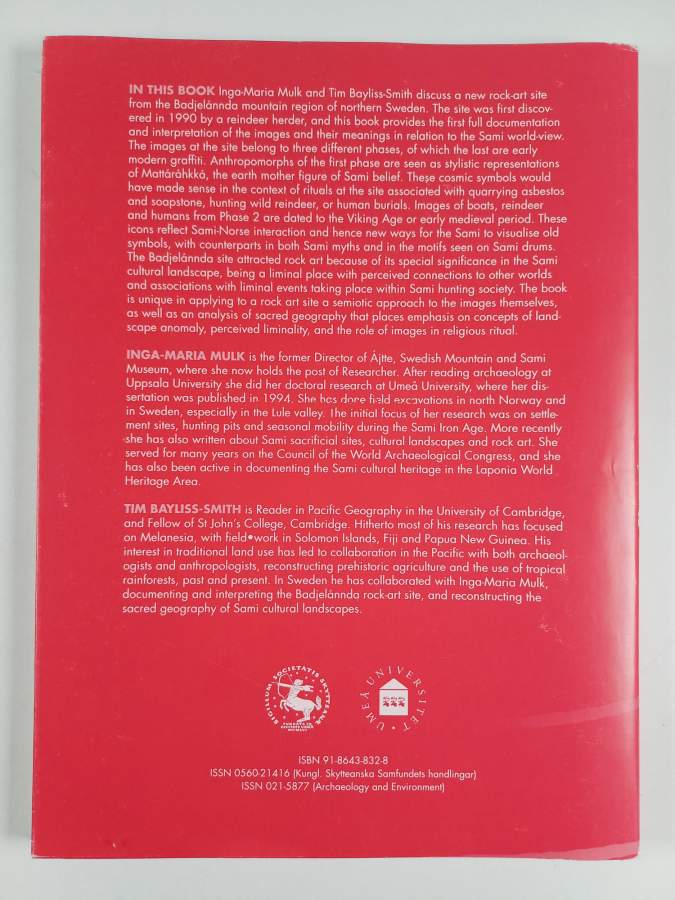 IN THIS BOOK Inga-Maria Mulk and Tim Bayliss-Smith discuss a new rock-art site
from the Badjelánnda mountain region of northern Sweden. The site was first discov-
ered in 1990 by a reindeer herder, and this book provides the first full documentation
and interpretation of the images and their meanings in relation to the Sami world-view.
The images at the site belong to three different phases, of which the last are early
modern graffiti. Anthropomorphs of the first phase are seen as stylistic representations
of Máttaráhkká, the earth mother figure of Sami belief. These cosmic symbols would
have made sense in the context of rituals at the site associated with quarrying asbestos
and soapstone, hunting wild reindeer, or human burials. Images of boats, reindeer
and humans from Phase 2 are dated to the Viking Age or early medieval period. These
icons reflect Sami-Norse interaction and hence new ways for the Sami to visualise old
symbols, with counterparts in both Sami myths and in the motifs seen on Sami drums.
The Badjelánnda site attracted rock art because of its special significance in the Sami
cultural landscape, being a liminal place with perceived connections to other worlds
and associations with liminal events taking place within Sami hunting society. The book
is unique in applying to a rock art site a semiotic approach to the images themselves,
as well as an analysis of sacred geography that places emphasis on concepts of land-
scape anomaly, perceived liminality, and the role of images in religious ritual.
INGA-MARIA MULK is the former Director of Ájtte, Swedish Mountain and Sami
Museum, where she now holds the post of Researcher. After reading archaeology at
Uppsala University she did her doctoral research at Umeå University, where her dis-
sertation was published in 1994. She has done field excavations in north Norway and
in Sweden, especially in the Lule valley. The initial focus of her research was on settle-
ment sites, hunting pits and seasonal mobility during the Sami Iron Age. More recently
she has also written about Sami sacrificial sites, cultural landscapes and rock art. She
served for many years on the Council of the World Archaeological Congress, and she
has also been active in documenting the Sami cultural heritage in the Laponia World
Heritage Area.
TIM BAYLISS-SMITH is Reader in Pacific Geography in the University of Cambridge,
and Fellow of St John's College, Cambridge. Hitherto most of his research has focused
on Melanesia, with field•work in Solomon Islands, Fiji and Papua New Guinea. His
interest in traditional land use has led to collaboration in the Pacific with both archaeol-
ogists and anthropologists, reconstructing prehistoric agriculture and the use of tropical
rainforests, past and present. In Sweden he has collaborated with Inga-Maria Mulk,
documenting and interpreting the Badjelánnda rock-art site, and reconstructing the
sacred geography of Sami cultural landscapes.
SIGILLUM SOCIETATIS SKYTTEANÆ
UMEÅ UNIVERSITET
ISBN 91-8643-832-8
ISSN 0560-21416 (Kungl. Skytteanska Samfundets handlingar)
ISSN 021-5877 (Archaeology and Environment)